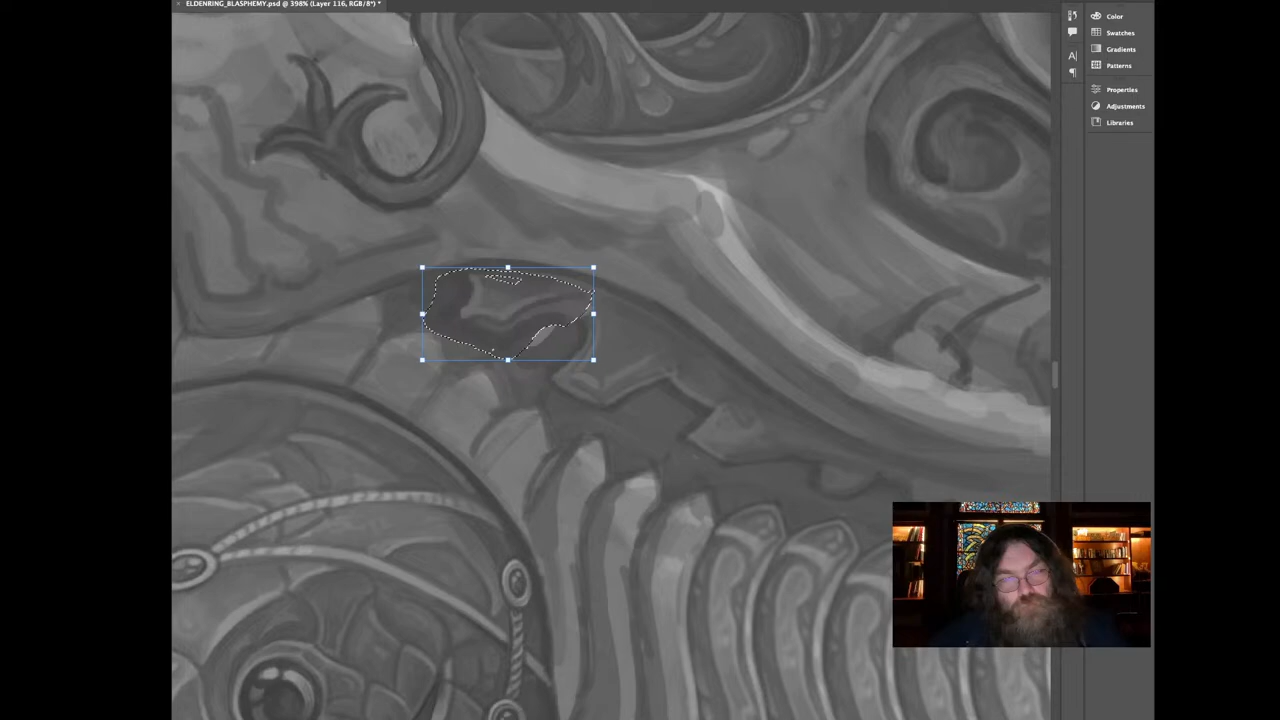 × ELDENRING_BLASPHEMY.psd @ 398% (Layer 116, RGB/8*) *
Color
Swatches
Gradients
Patterns
Properties
Adjustments
Libraries